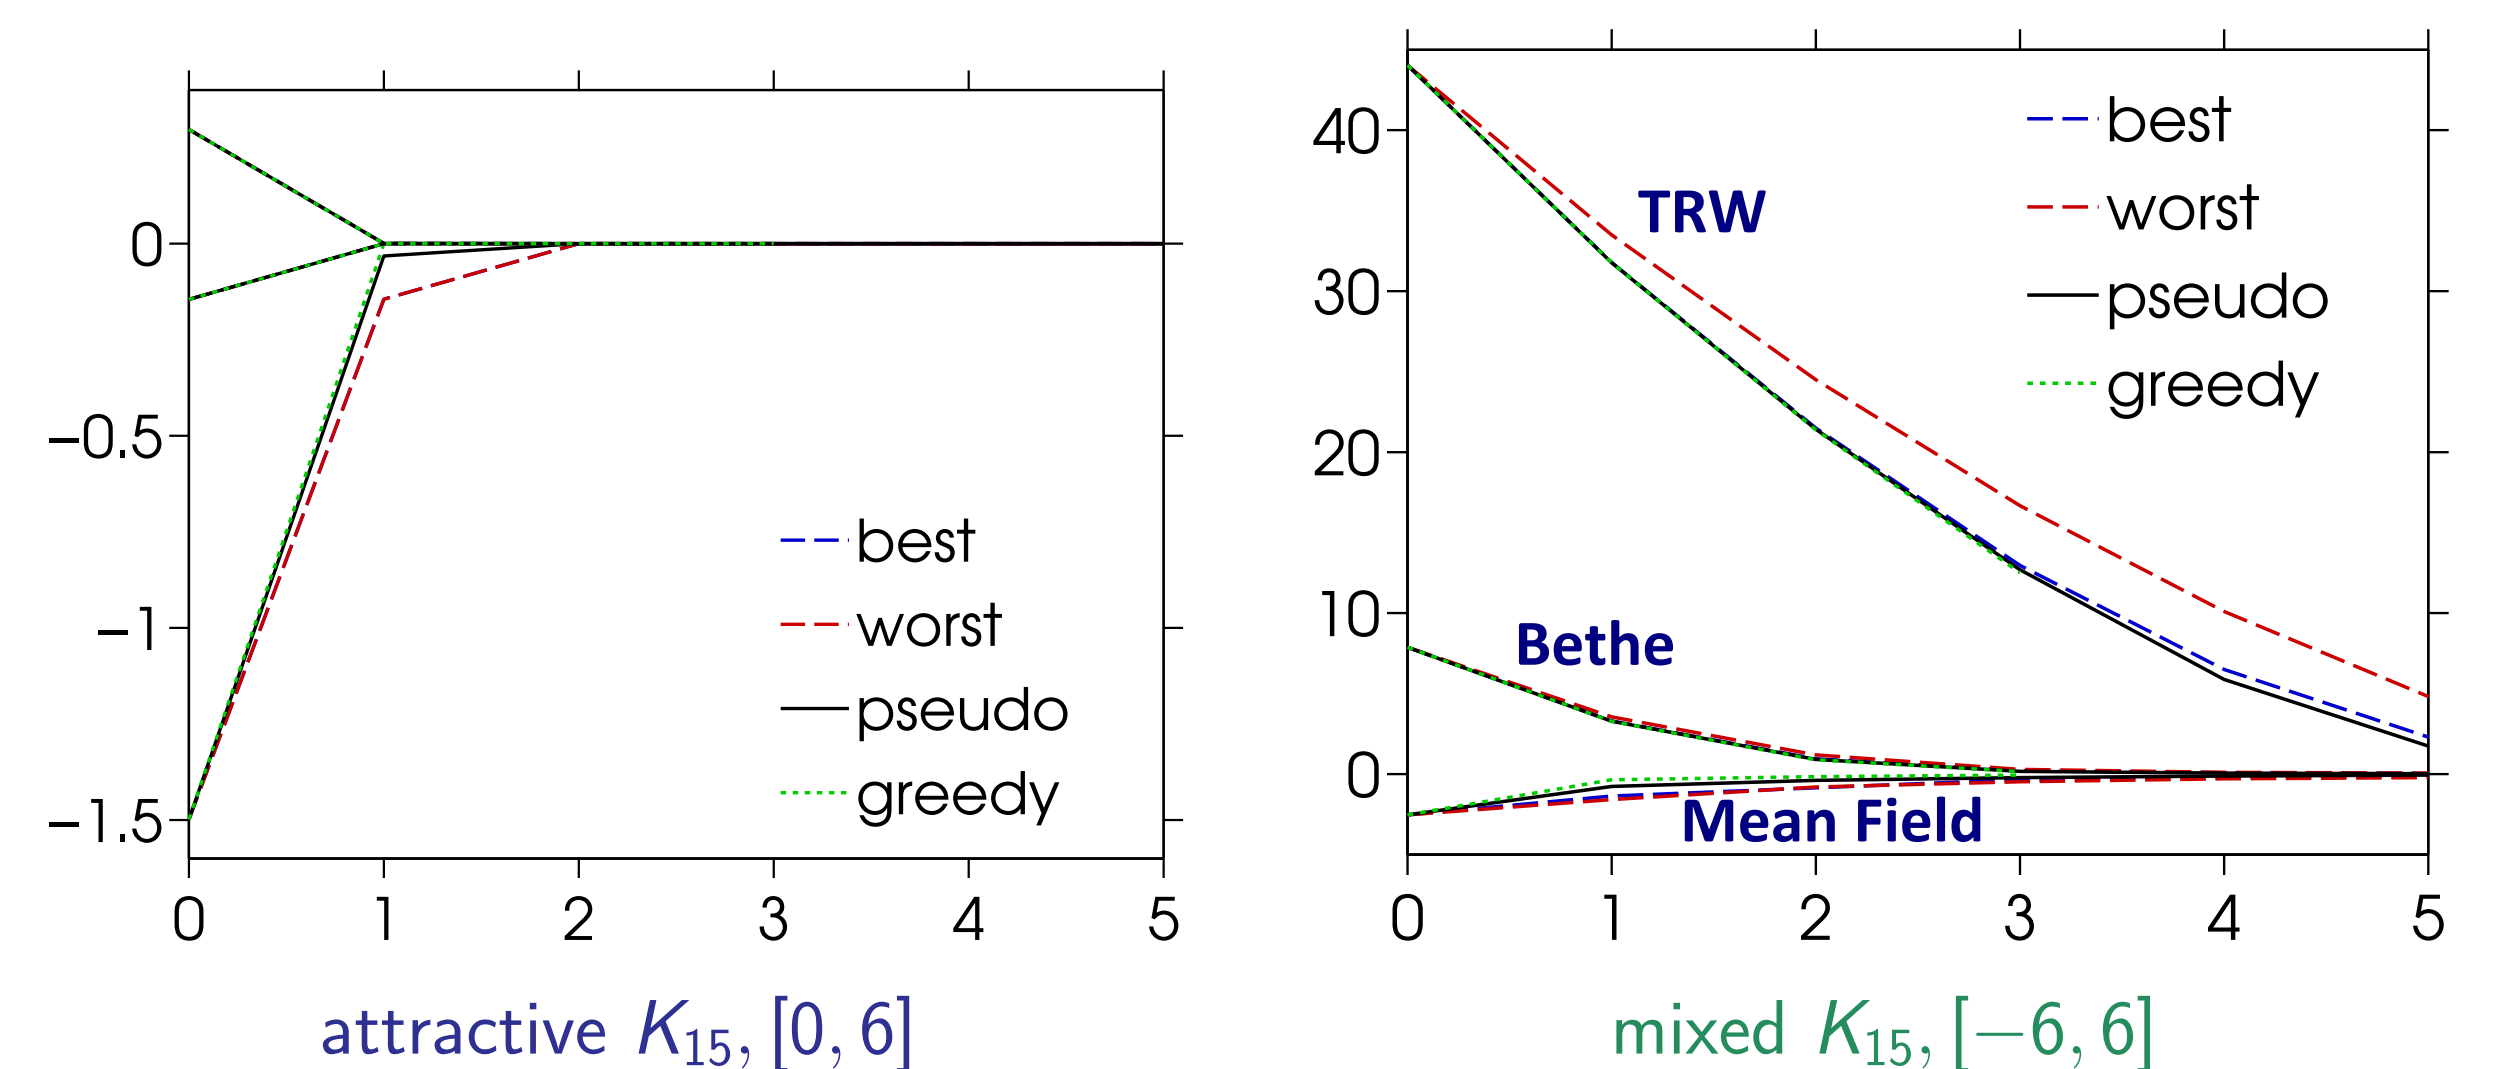 0
−0.5
−1
−1.5
best
worst
pseudo
greedy
0 1 2 3 4 5
attractive K15, [0, 6]
40
30
20
10
0
TRW
Bethe
Mean Field
best
worst
pseudo
greedy
0 1 2 3 4 5
mixed K15, [−6, 6]